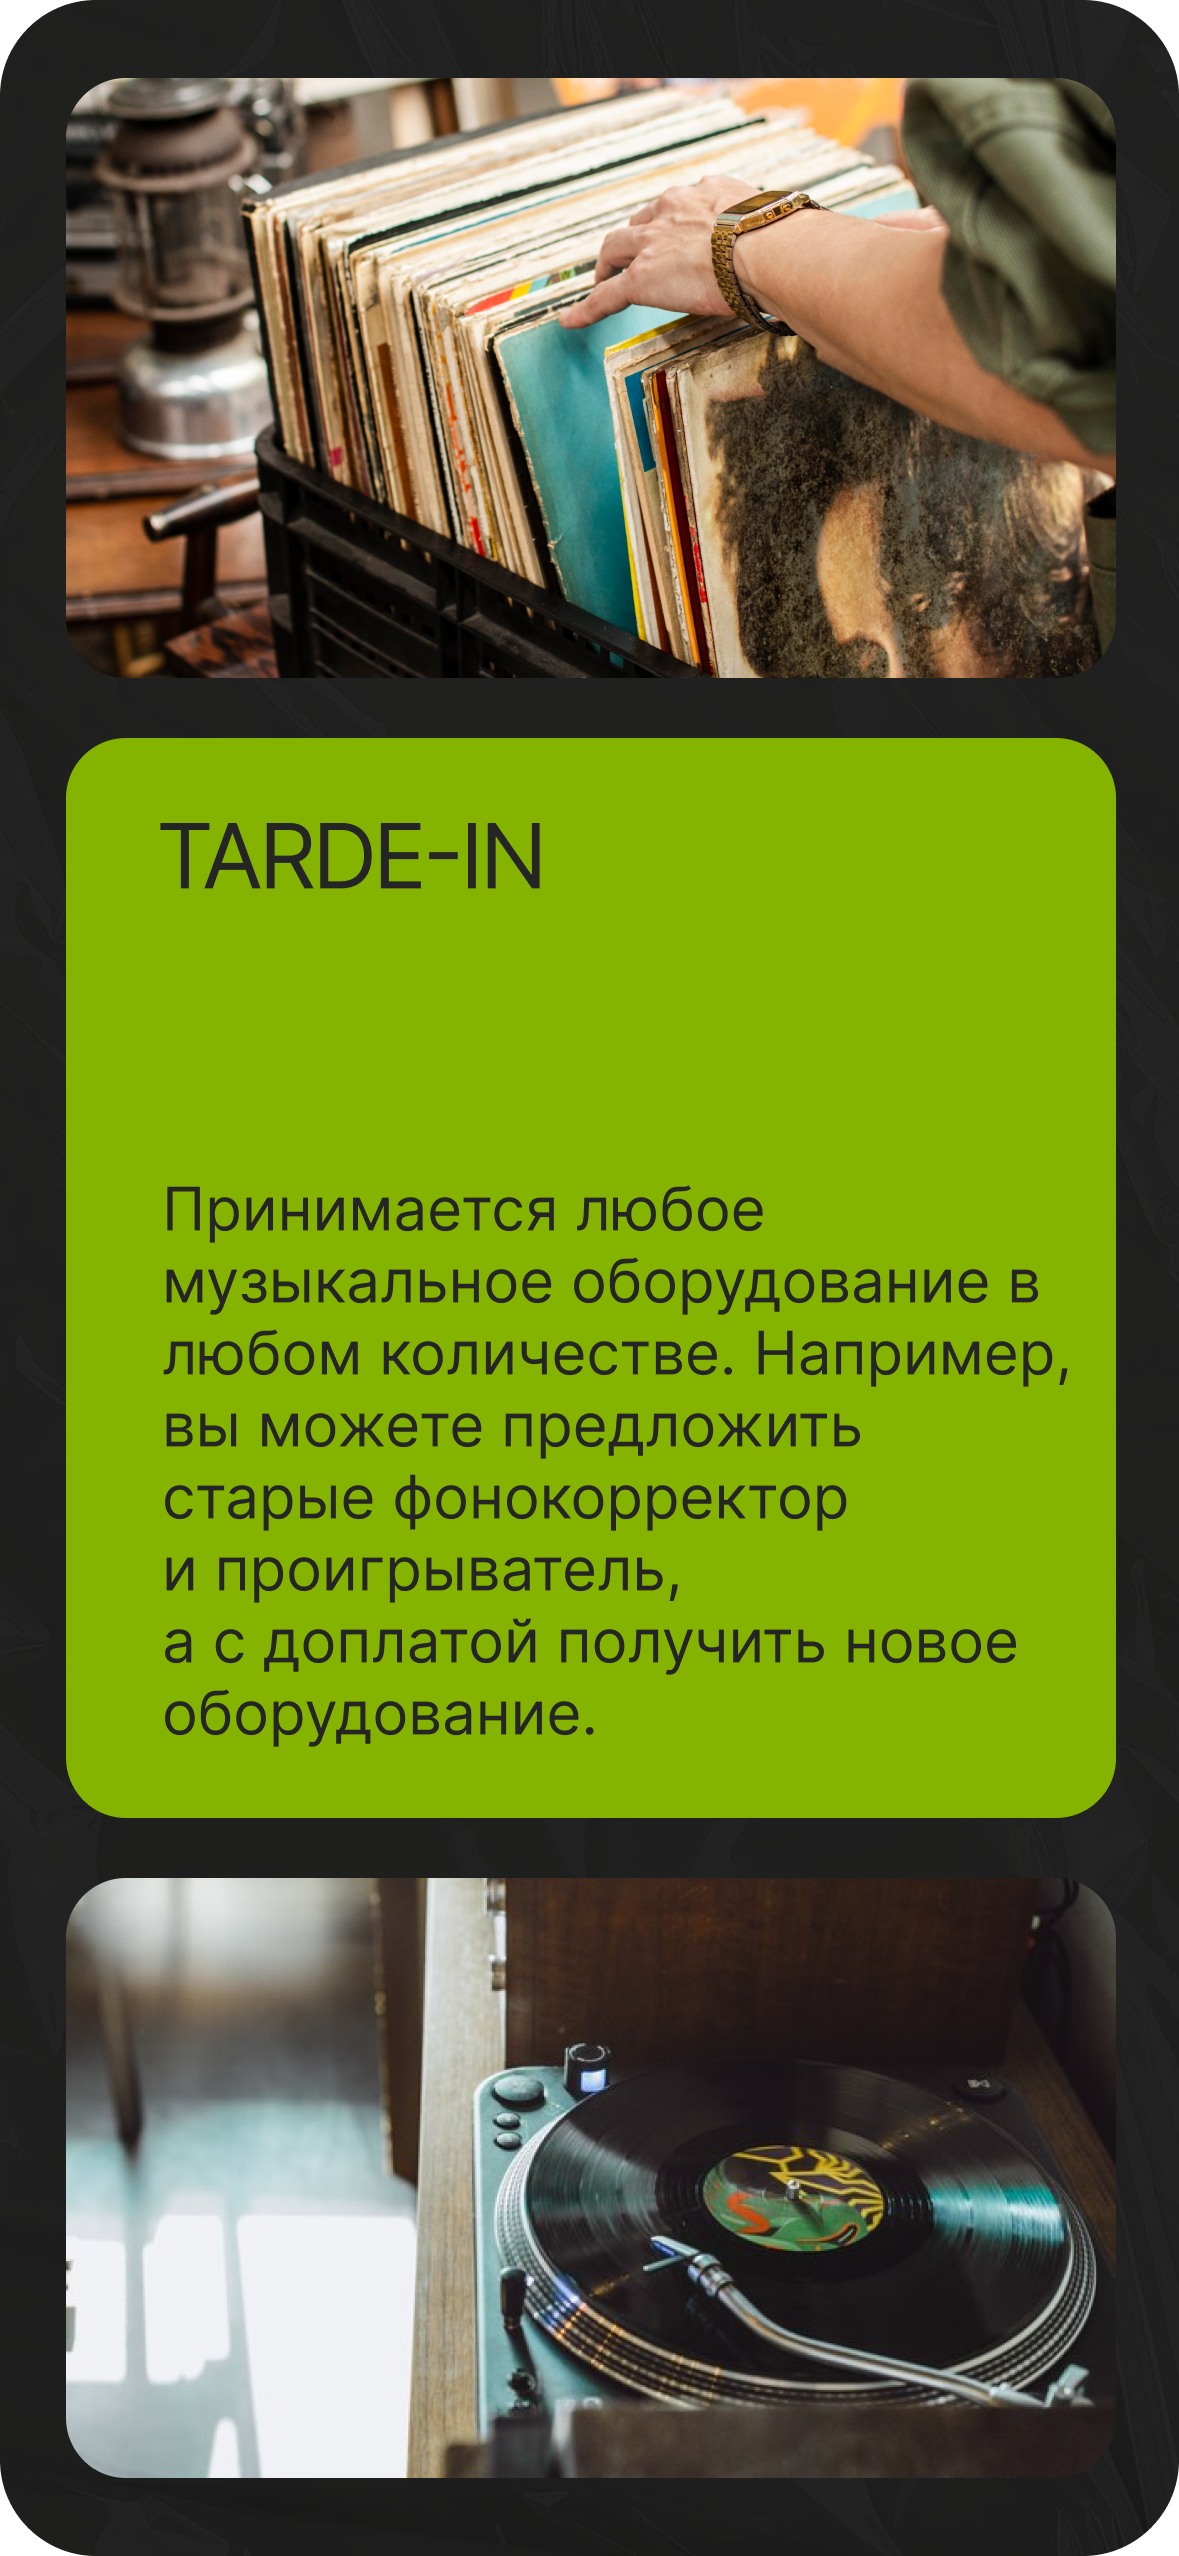 TARDE-IN
Принимается любое
музыкальное оборудование в
любом количестве. Например,
вы можете предложить
старые фонокорректор
и проигрыватель,
а с доплатой получить новое
оборудование.